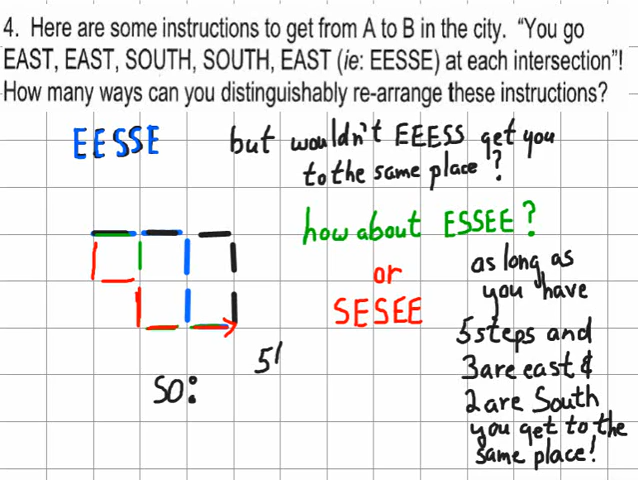 4. Here are some instructions to get from A to B in the city. “You go
EAST, EAST, SOUTH, SOUTH, EAST (ie: EESSE) at each intersection”!
How many ways can you distinguishably re-arrange these instructions?
EESSE
but wouldn't EEESS get you
to the same place?
how about ESSEE?
or
SESEE
as long as
you have
5 steps and
3 are east &
2 are South
you get to the
same place!
SO: